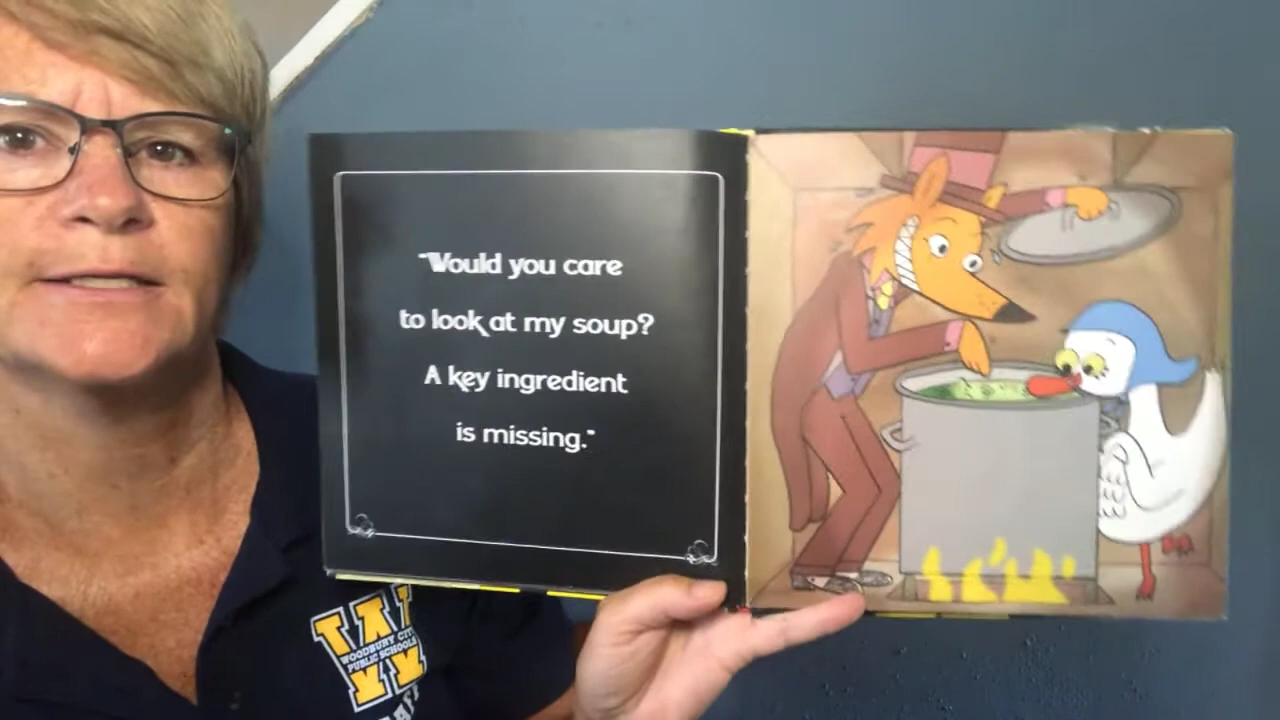 "Would you care
to look at my soup?
A key ingredient
is missing."
W
WOODBURY CITY
PUBLIC SCHOOLS